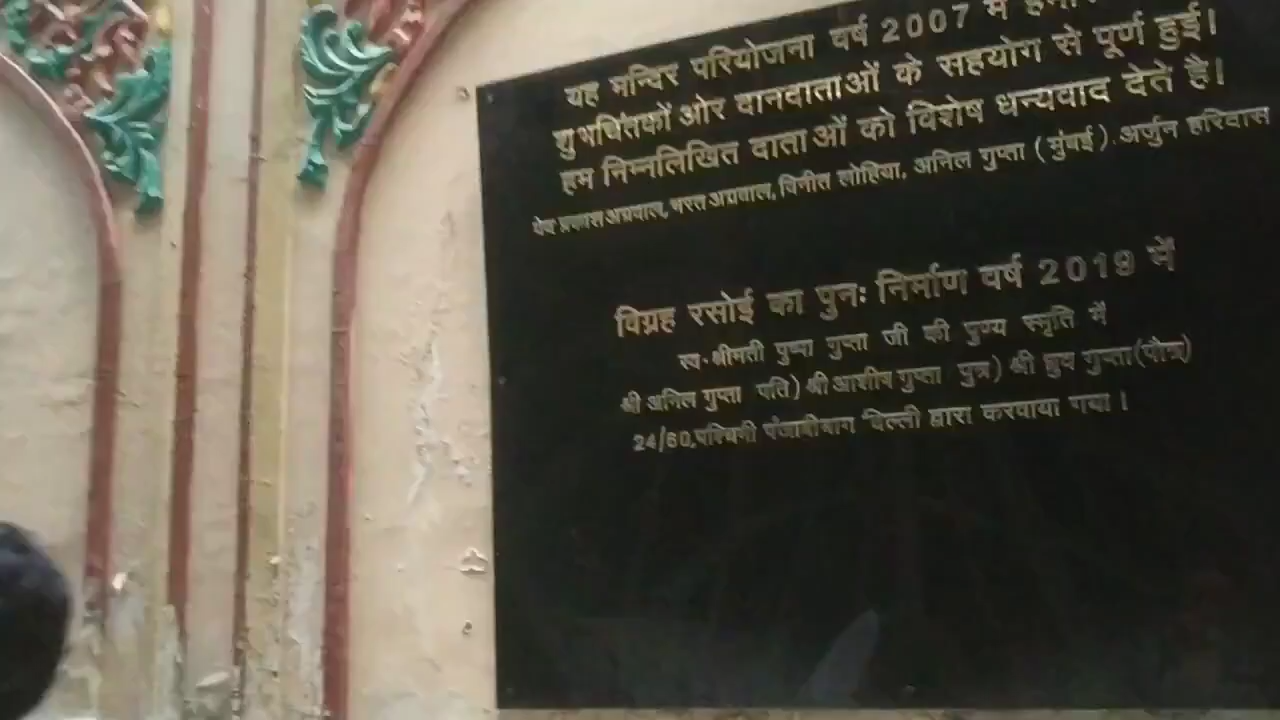 यह मन्दिर परियोजना वर्ष 2007 में
शुभचिंतकों ओर दानदाताओं के सहयोग से पूर्ण हुई।
हम निम्नलिखित दाताओं को विशेष धन्यवाद देते है।
प्रकाश अग्रवाल, भरत अग्रवाल, विनीत लोहिया, अनिल गुप्ता (मुंबई). अर्जुन हरिदास
विग्रह रसोई का पुनः निर्माण वर्ष 2019 में
स्व॰ श्रीमती पुष्पा गुप्ता जी की पुण्य स्मृति में
श्री अनिल गुप्ता पति) श्री आशीष गुप्ता पुत्र) श्री ध्रुव गुप्ता(पौत्र)
24/60,पश्चिमी पंजाबीबाग दिल्ली द्वारा करवाया गया।